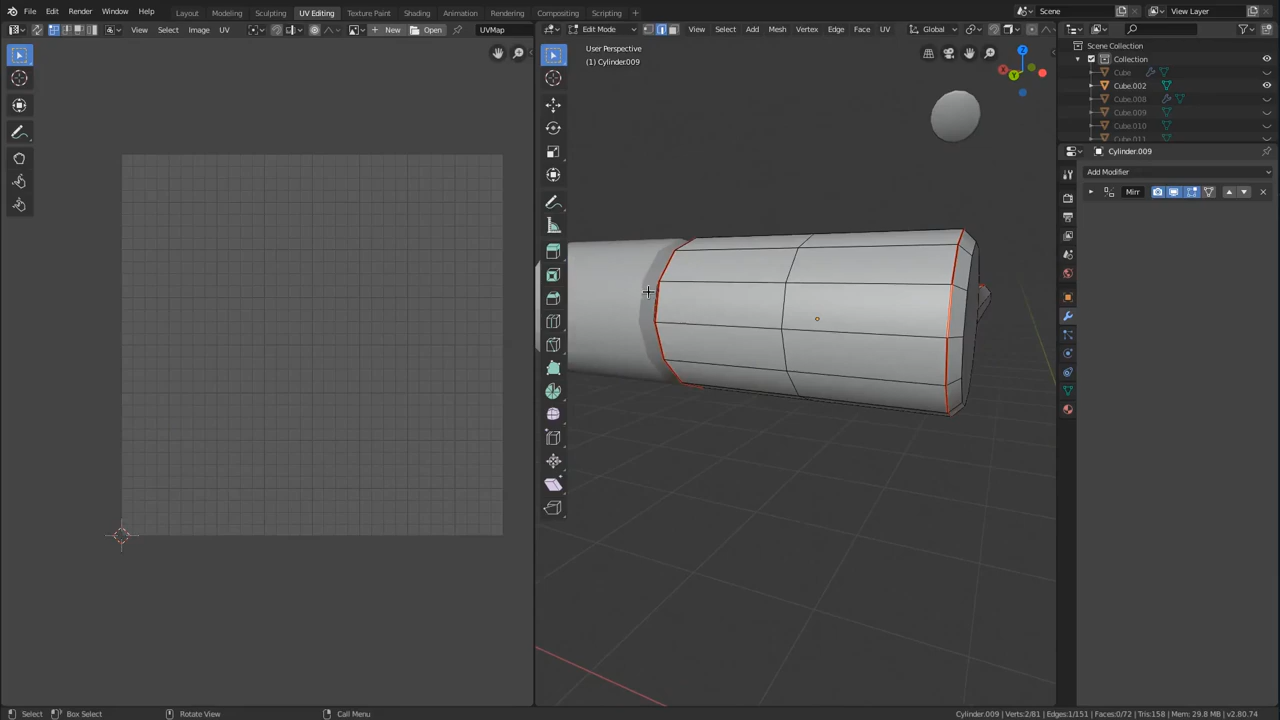 File Edit Render Window Help Layout Modeling Sculpting UV Editing Texture Paint Shading Animation Rendering Compositing Scripting + Scene View Layer
View Select Image UV New Open UVMap Edit Mode View Select Add Mesh Vertex Edge Face UV Global
User Perspective
(1) Cylinder.009
Z
X
Y
Scene Collection
Collection
Cube
Cube.002
Cube.008
Cube.009
Cube.010
Cube.011
Cylinder.009
Add Modifier
Mirr
Select Box Select Rotate View Call Menu Cylinder.009 | Verts:2/81 | Edges:1/151 | Faces:0/72 | Tris:158 | Mem: 29.8 MB | v2.80.74